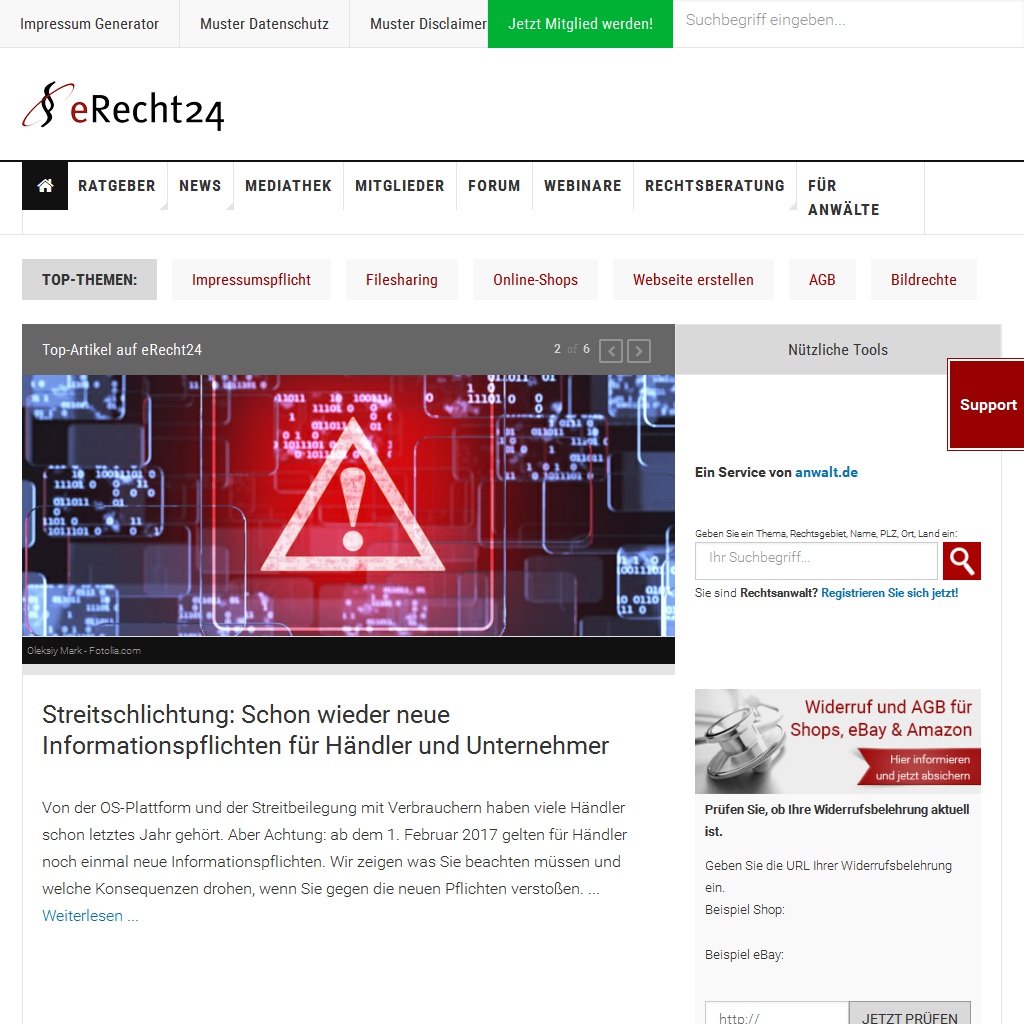 Impressum Generator
Muster Datenschutz
Muster Disclaimer
Jetzt Mitglied werden!
Suchbegriff eingeben...
eRecht24
RATGEBER
NEWS
MEDIATHEK
MITGLIEDER
FORUM
WEBINARE
RECHTSBERATUNG
FÜR
ANWÄLTE
TOP-THEMEN:
Impressumspflicht
Filesharing
Online-Shops
Webseite erstellen
AGB
Bildrechte
Top-Artikel auf eRecht24
2 of 6
Oleksiy Mark - Fotolia.com
Streitschlichtung: Schon wieder neue
Informationspflichten für Händler und Unternehmer
Von der OS-Plattform und der Streitbeilegung mit Verbrauchern haben viele Händler
schon letztes Jahr gehört. Aber Achtung: ab dem 1. Februar 2017 gelten für Händler
noch einmal neue Informationspflichten. Wir zeigen was Sie beachten müssen und
welche Konsequenzen drohen, wenn Sie gegen die neuen Pflichten verstoßen. ...
Weiterlesen ...
Nützliche Tools
Support
Ein Service von anwalt.de
Geben Sie ein Thema, Rechtsgebiet, Name, PLZ, Ort, Land ein:
Ihr Suchbegriff...
Sie sind Rechtsanwalt? Registrieren Sie sich jetzt!
Widerruf und AGB für
Shops, eBay & Amazon
Hier informieren
und jetzt absichern
Prüfen Sie, ob Ihre Widerrufsbelehrung aktuell
ist.
Geben Sie die URL Ihrer Widerrufsbelehrung
ein.
Beispiel Shop:
Beispiel eBay:
http://
JETZT PRÜFEN